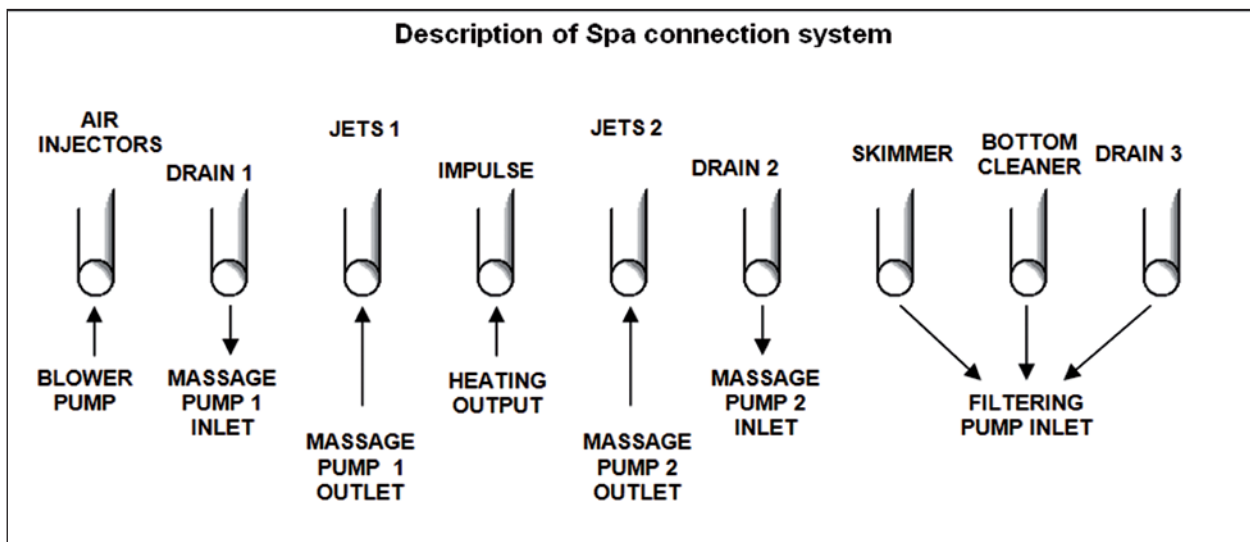 Description of Spa connection system
AIR
INJECTORS
DRAIN 1
JETS 1
IMPULSE
JETS 2
DRAIN 2
SKIMMER
BOTTOM
CLEANER
DRAIN 3
BLOWER
PUMP
MASSAGE
PUMP 1
INLET
MASSAGE
PUMP 1
OUTLET
HEATING
OUTPUT
MASSAGE
PUMP 2
OUTLET
MASSAGE
PUMP 2
INLET
FILTERING
PUMP INLET